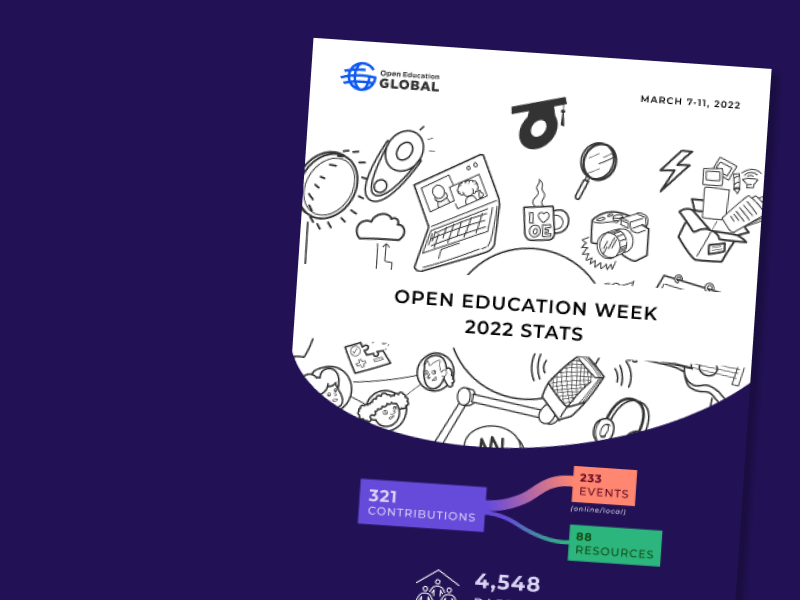 Open Education
GLOBAL
MARCH 7-11, 2022
I
OE
OPEN EDUCATION WEEK
2022 STATS
321
CONTRIBUTIONS
233
EVENTS
(online/local)
88
RESOURCES
4,548